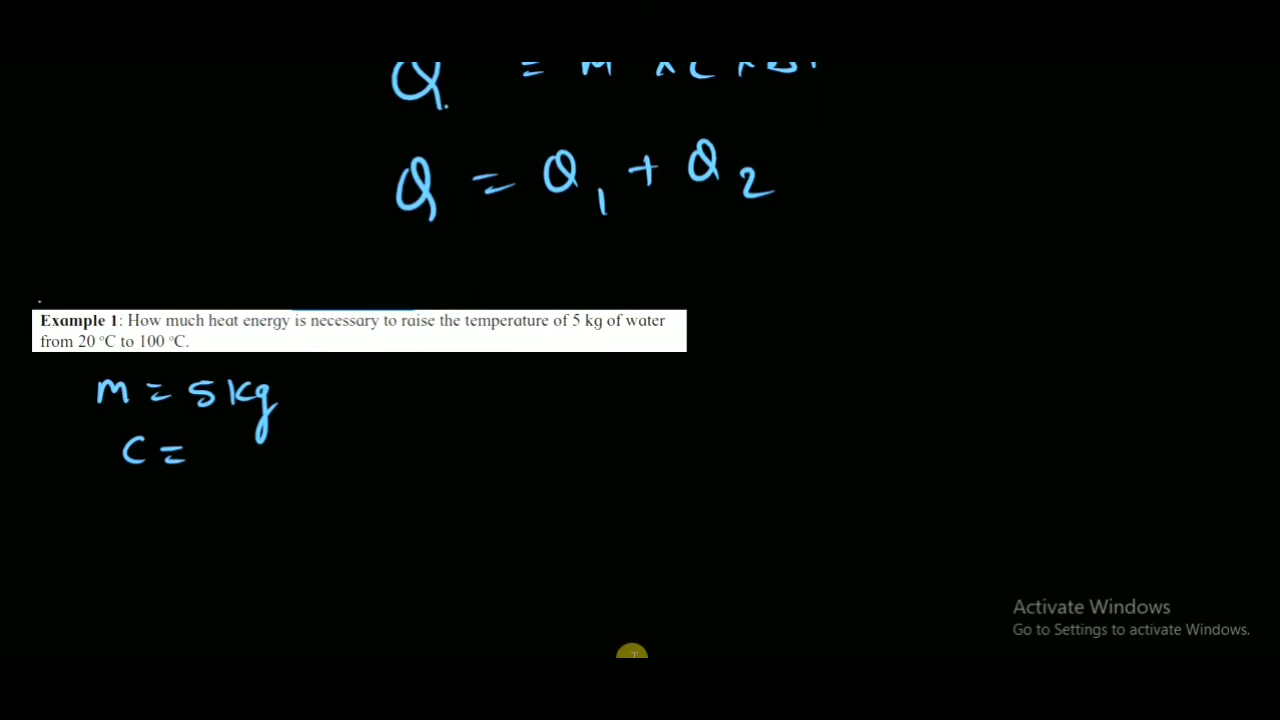 Q = M × C × ΔT
Q = Q1 + Q2
Example 1: How much heat energy is necessary to raise the temperature of 5 kg of water
from 20 °C to 100 °C.
M = 5 kg
C =
Activate Windows
Go to Settings to activate Windows.